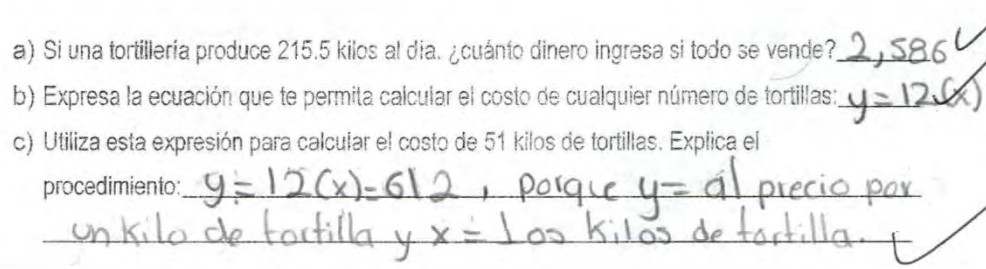 a) Si una tortillería produce 215.5 kilos al día. ¿cuánto dinero ingresa si todo se vende? 2,586
b) Expresa la ecuación que te permita calcular el costo de cualquier número de tortillas: y = 12(x)
c) Utiliza esta expresión para calcular el costo de 51 kilos de tortillas. Explica el
procedimiento: y = 12(x)=612, porque y= al precio por
un kilo de tortilla y x = Los kilos de tortilla.